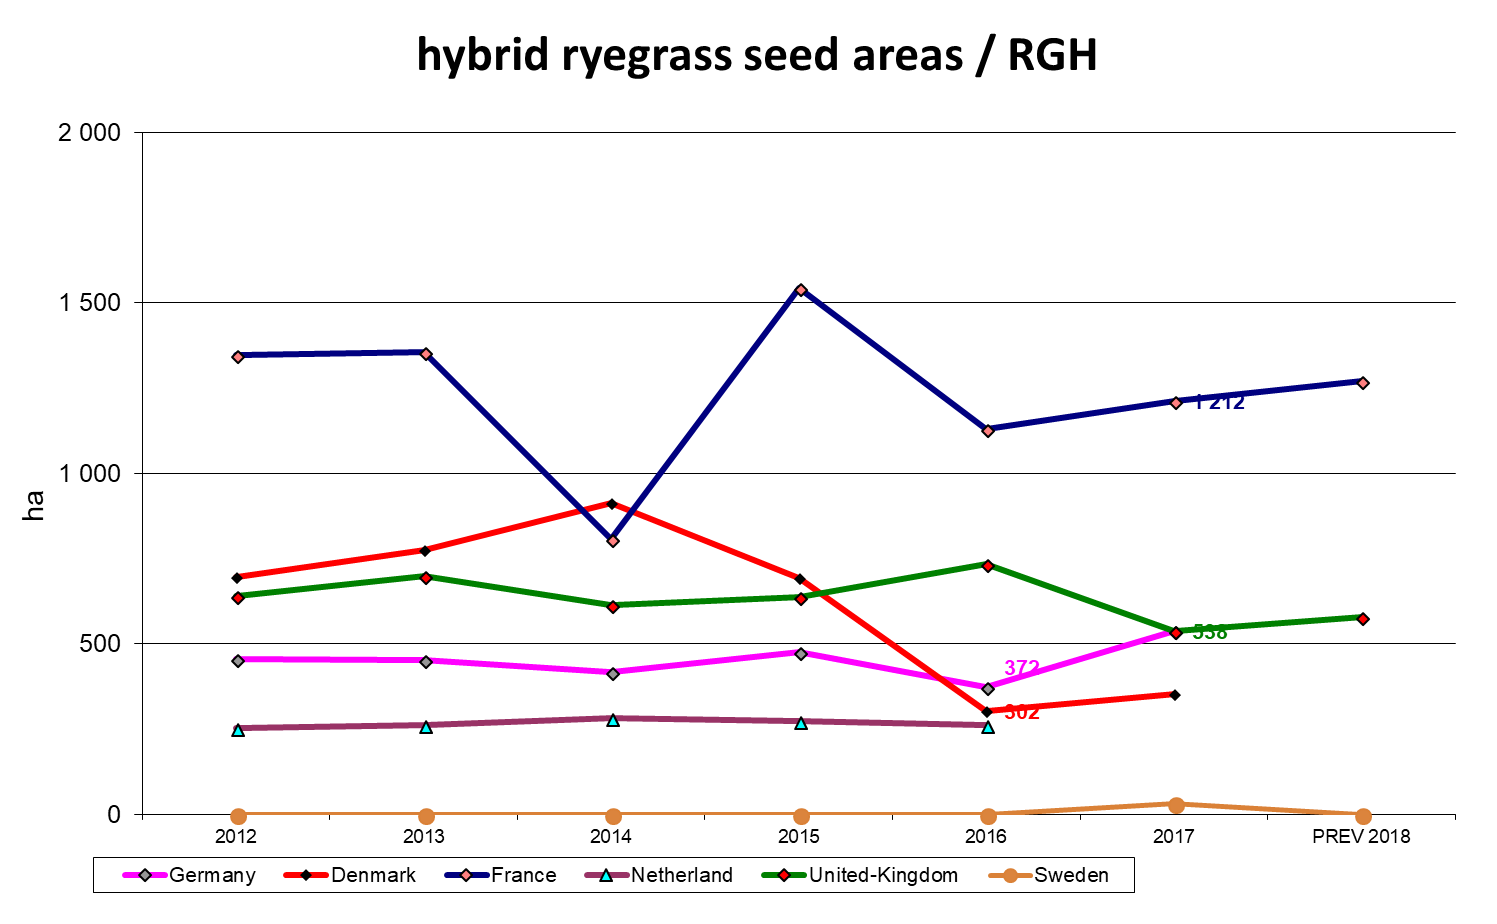 hybrid ryegrass seed areas / RGH
2 000
1 500
1 000
500
0
ha
1 212
538
372
302
2012 2013 2014 2015 2016 2017 PREV 2018
Germany Denmark France Netherland United-Kingdom Sweden